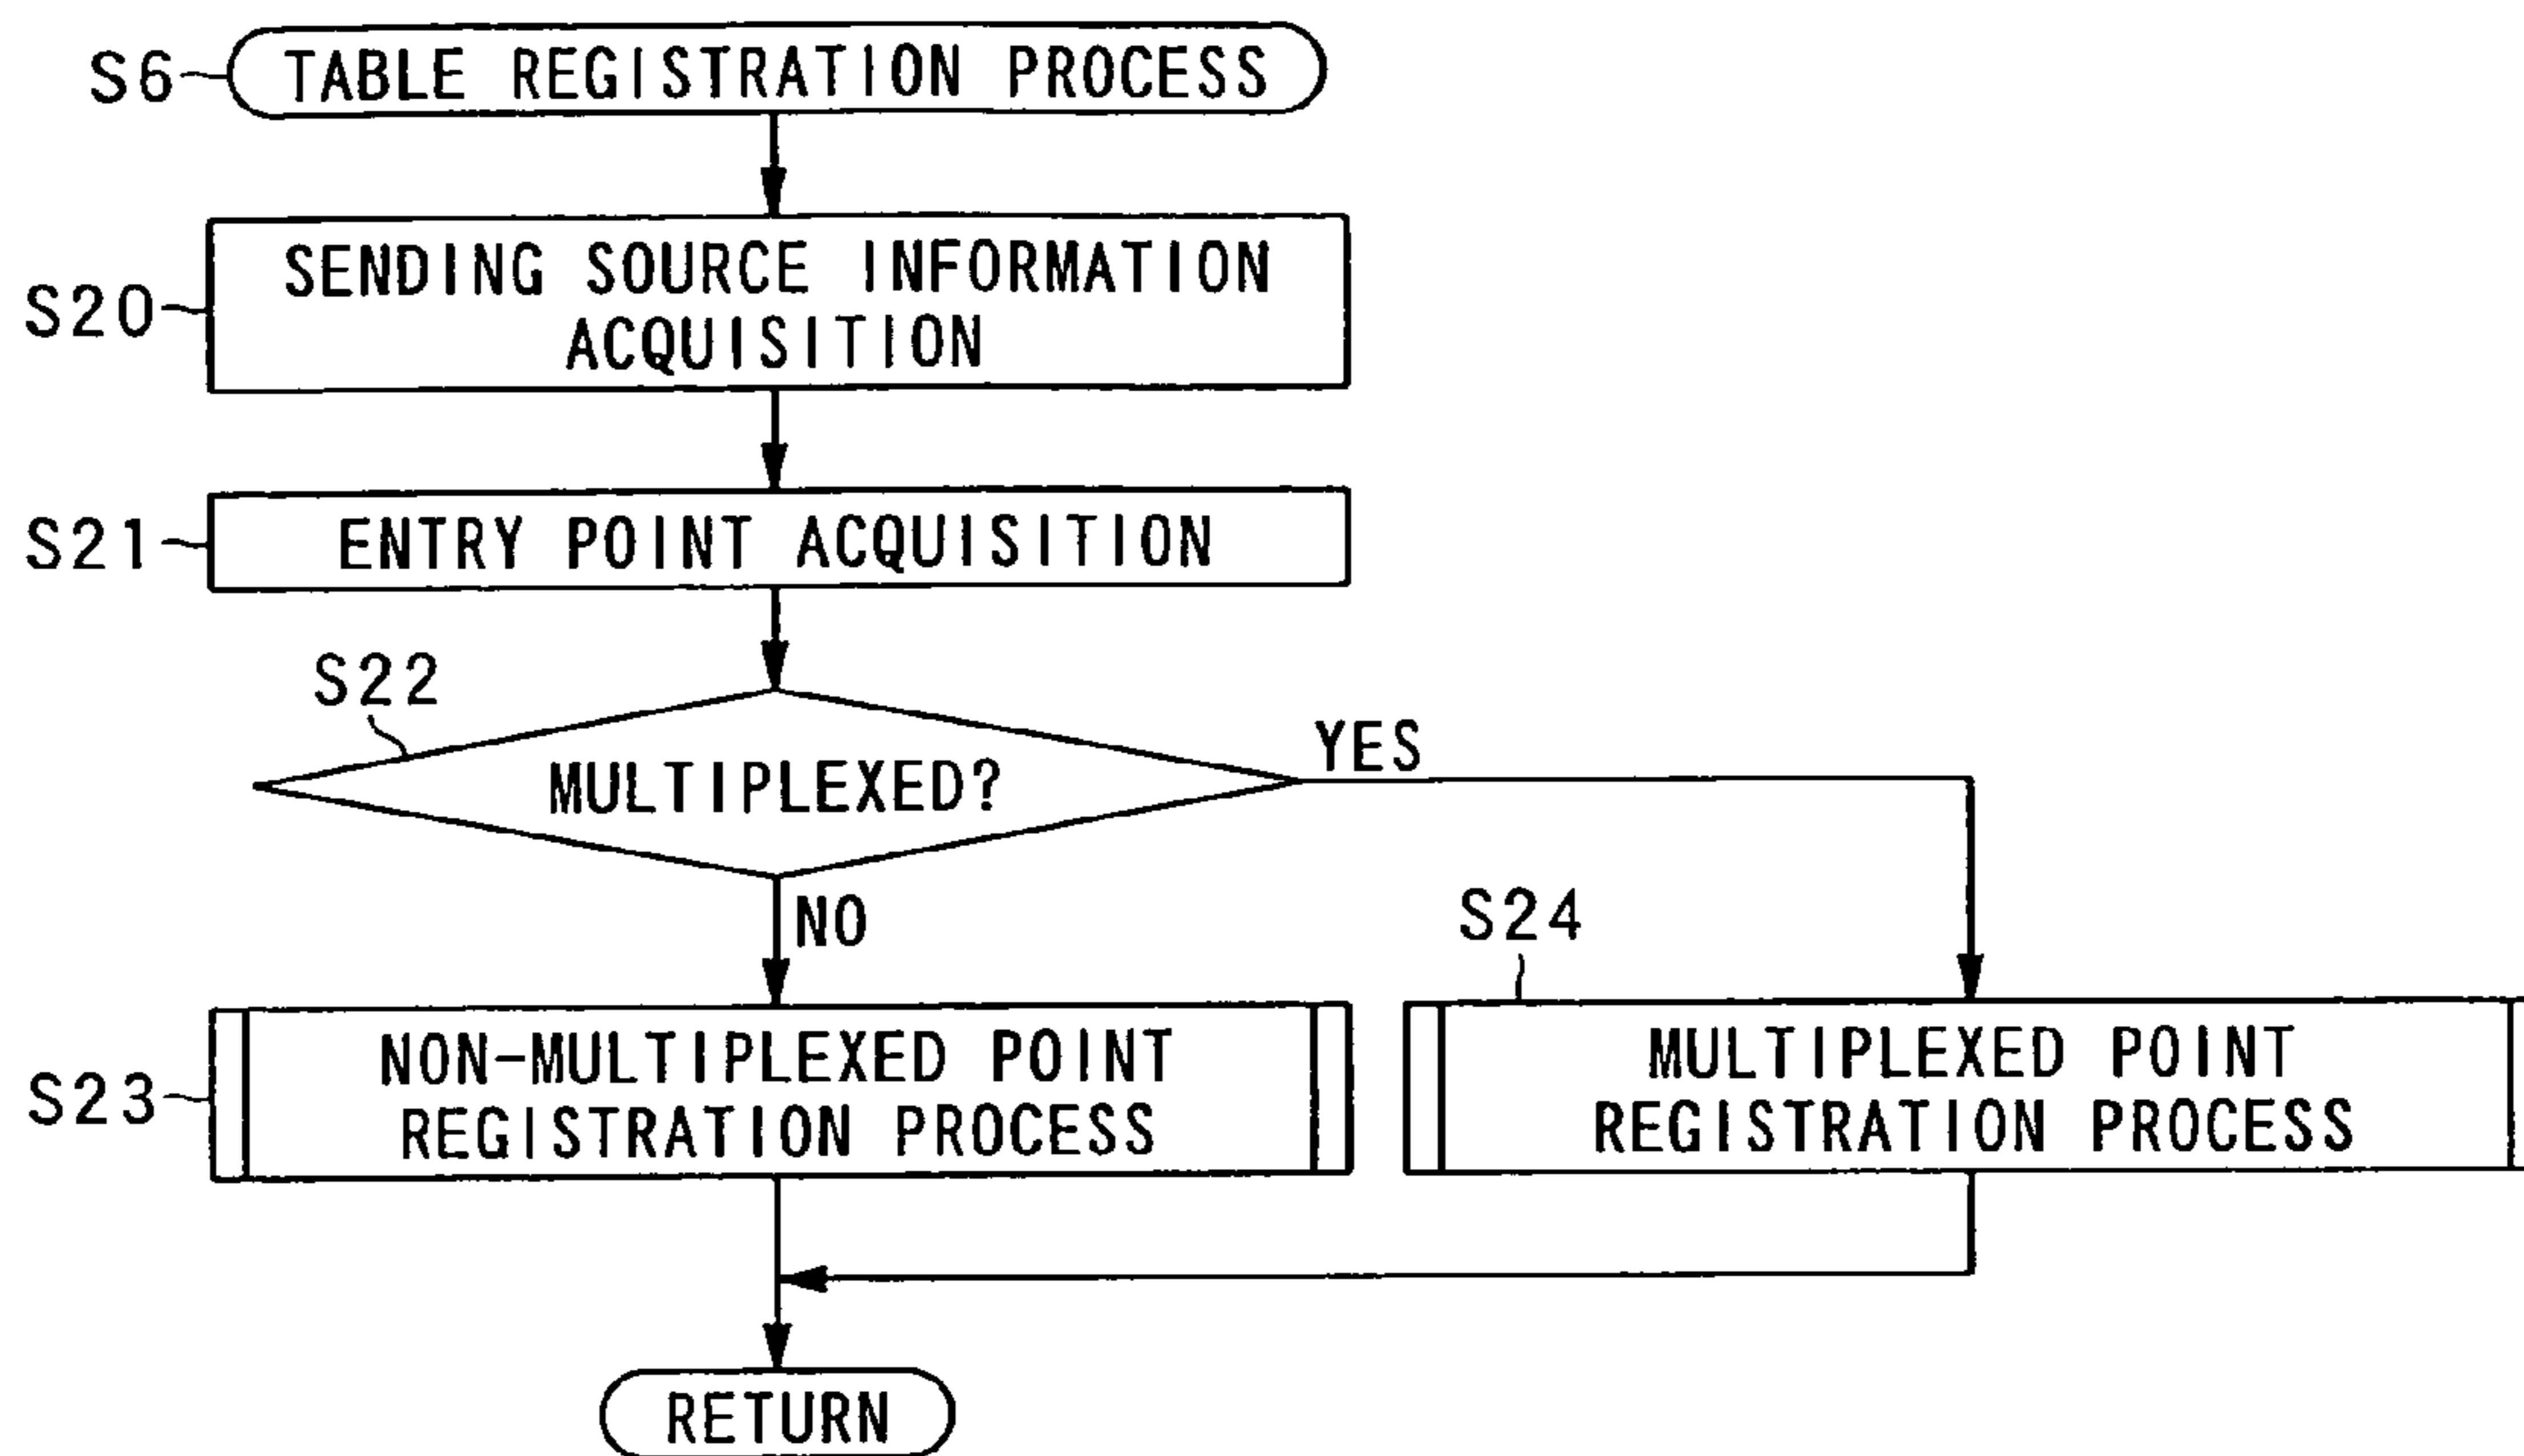 S6
TABLE REGISTRATION PROCESS
S20
SENDING SOURCE INFORMATION
ACQUISITION
S21
ENTRY POINT ACQUISITION
S22
MULTIPLEXED?
YES
NO
S23
NON-MULTIPLEXED POINT
REGISTRATION PROCESS
S24
MULTIPLEXED POINT
REGISTRATION PROCESS
RETURN